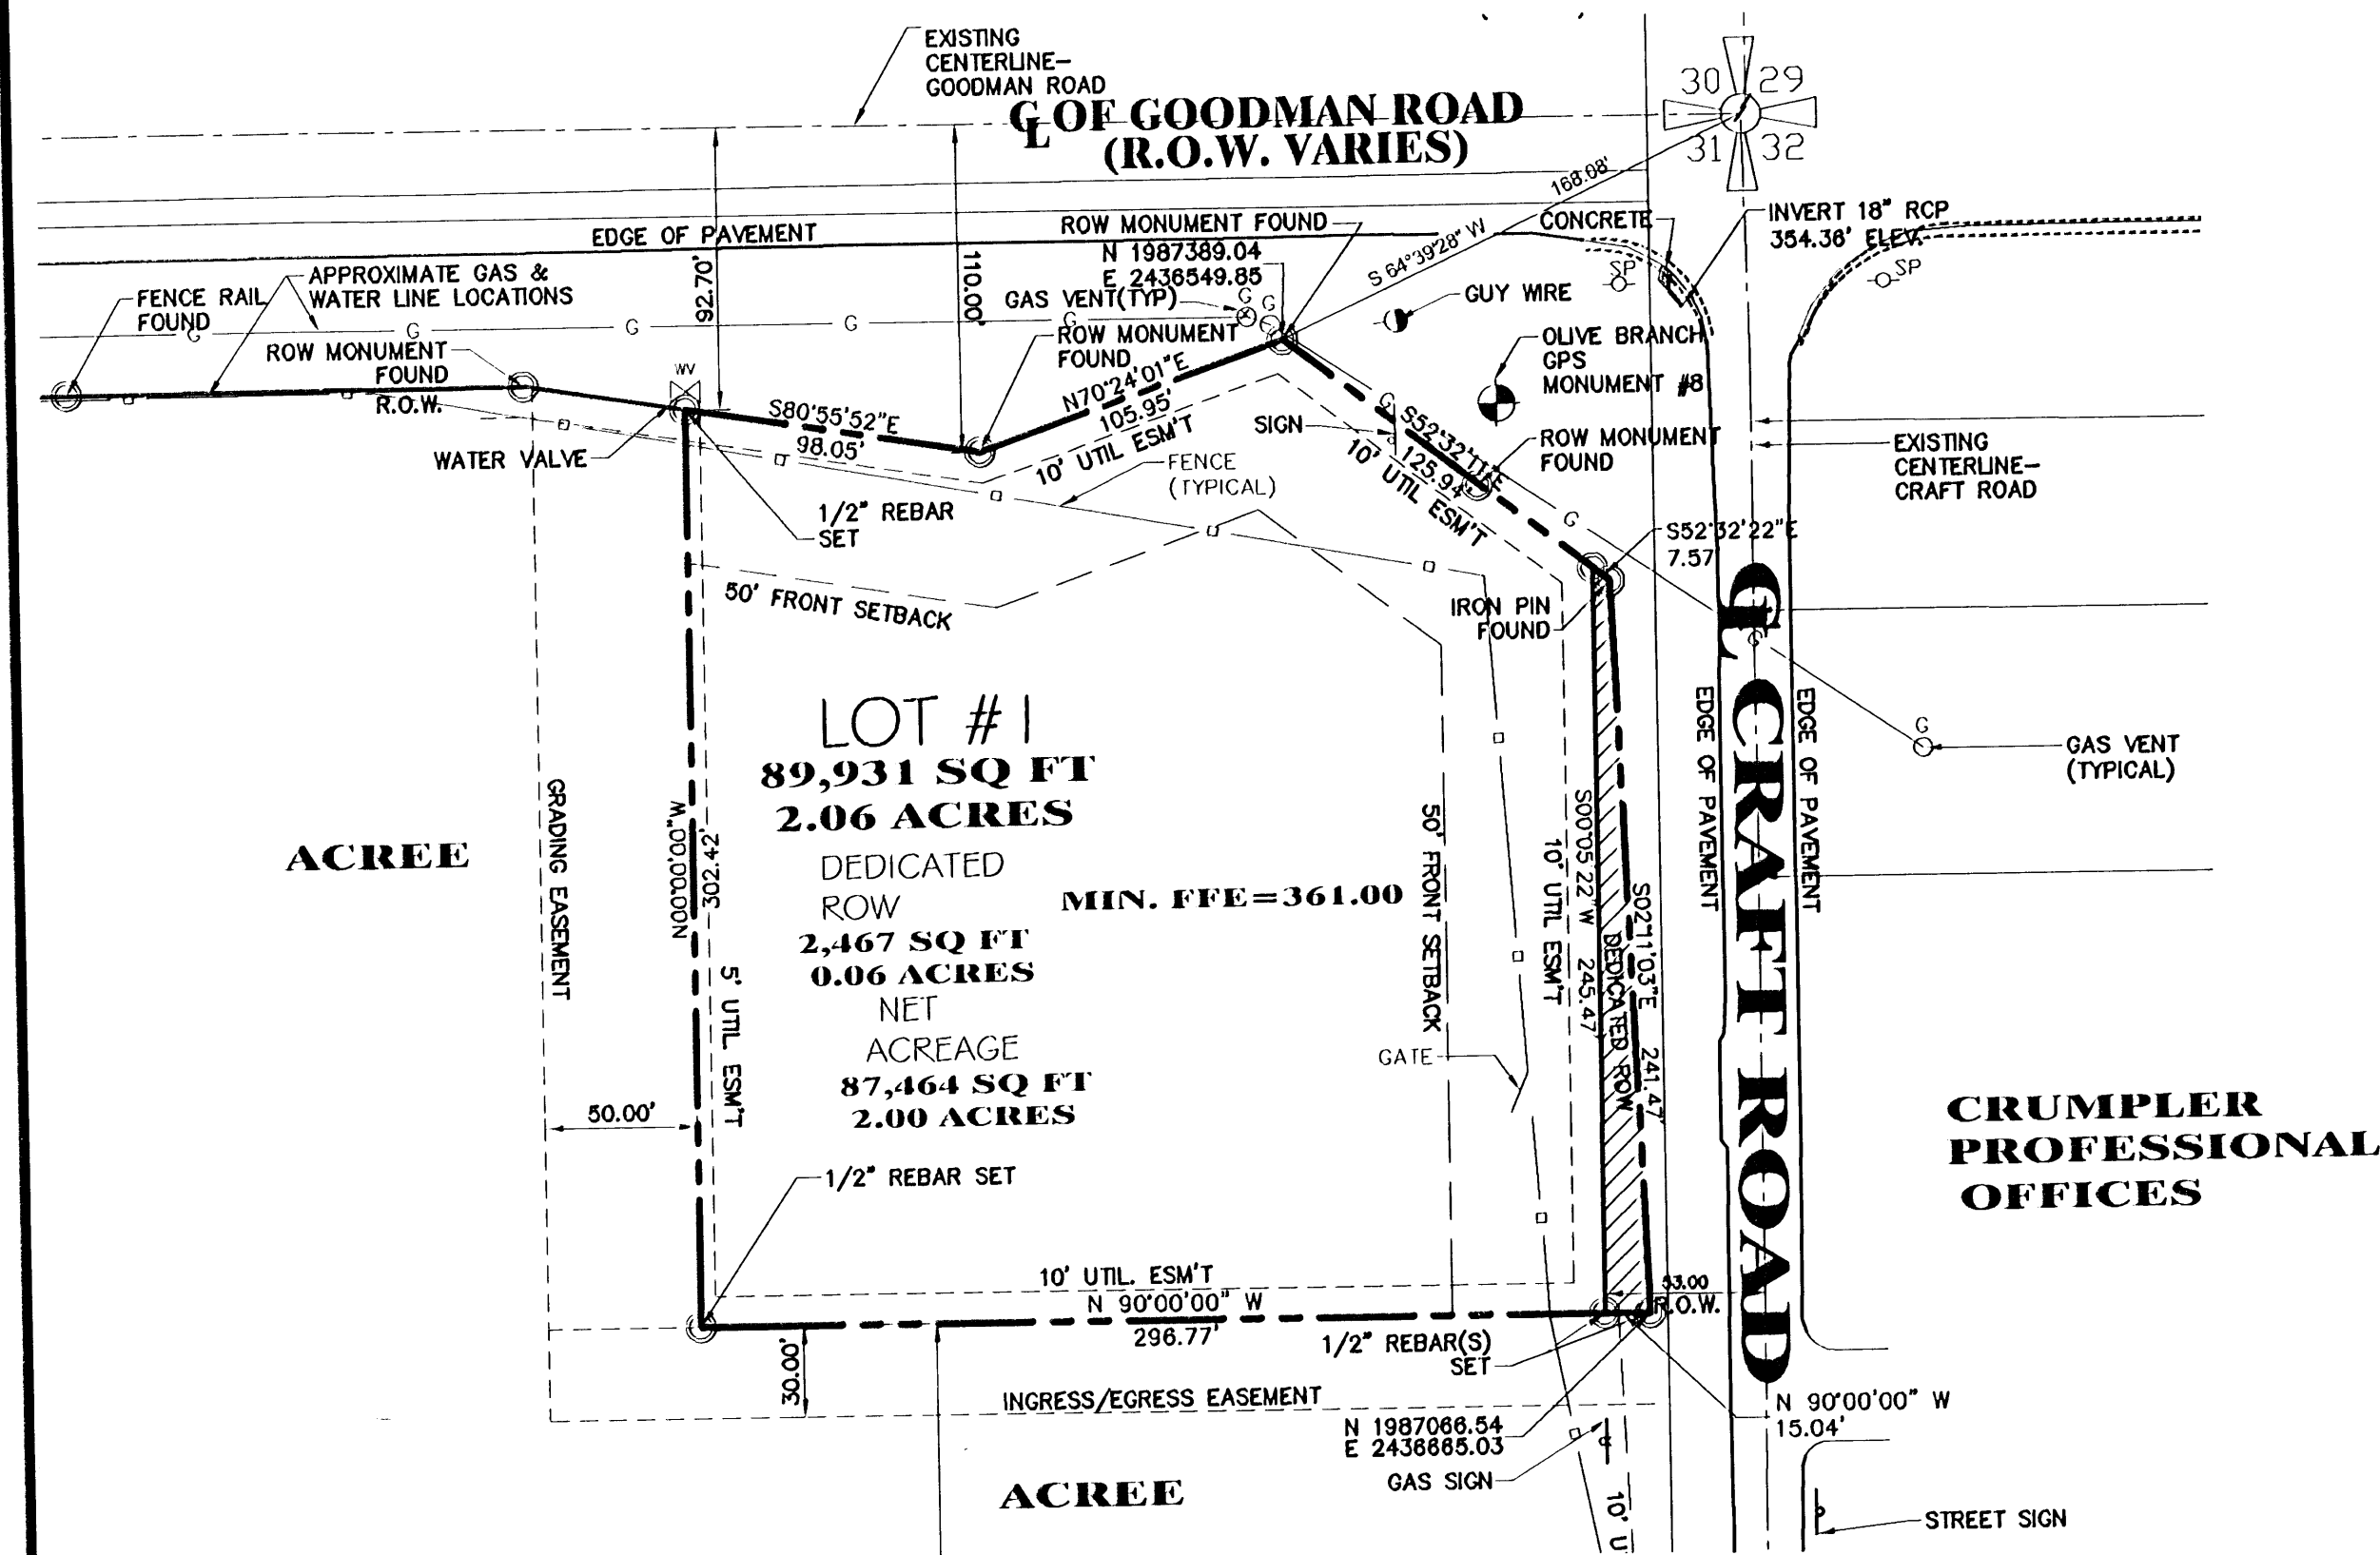 EXISTING
CENTERLINE-
GOODMAN ROAD
℄ OF GOODMAN ROAD
(R.O.W. VARIES)
30 29
31 32
168.08'
S 64°39'28" W
INVERT 18" RCP
354.36' ELEV.
CONCRETE
EDGE OF PAVEMENT
ROW MONUMENT FOUND
N 1987389.04
E 2436549.85
GAS VENT(TYP)
G
G
SP
SP
GUY WIRE
APPROXIMATE GAS &
WATER LINE LOCATIONS
FENCE RAIL
FOUND
G
G
G
G
G
92.70'
110.00'
ROW MONUMENT
FOUND
R.O.W.
ROW MONUMENT
FOUND
OLIVE BRANCH
GPS
MONUMENT #8
WV
WATER VALVE
S80°55'52"E
98.05'
N70°24'01"E
105.95'
10' UTIL ESM'T
SIGN
G
S52°32'11"E
125.94'
10' UTIL ESM'T
ROW MONUMENT
FOUND
FENCE
(TYPICAL)
EXISTING
CENTERLINE-
CRAFT ROAD
1/2" REBAR
SET
G
S52°32'22"E
7.57
50' FRONT SETBACK
IRON PIN
FOUND
G
LOT #1
89,931 SQ FT
2.06 ACRES
DEDICATED
ROW
2,467 SQ FT
0.06 ACRES
NET
ACREAGE
87,464 SQ FT
2.00 ACRES
MIN. FFE=361.00
ACREE
GRADING EASEMENT
N00°00'00"W
302.42'
5' UTIL ESM'T
50' FRONT SETBACK
10' UTIL ESM'T
S00°05'22"W 245.47
DEDICATED ROW
S02°11'03"E 241.47'
EDGE OF PAVEMENT
EDGE OF PAVEMENT
℄ CRAFT ROAD
G
GAS VENT
(TYPICAL)
GATE
50.00'
CRUMPLER
PROFESSIONAL
OFFICES
1/2" REBAR SET
10' UTIL. ESM'T
N 90°00'00" W
296.77'
53.00
R.O.W.
1/2" REBAR(S)
SET
30.00'
INGRESS/EGRESS EASEMENT
N 90°00'00" W
15.04'
N 1987066.54
E 2436665.03
GAS SIGN
ACREE
10' U
STREET SIGN